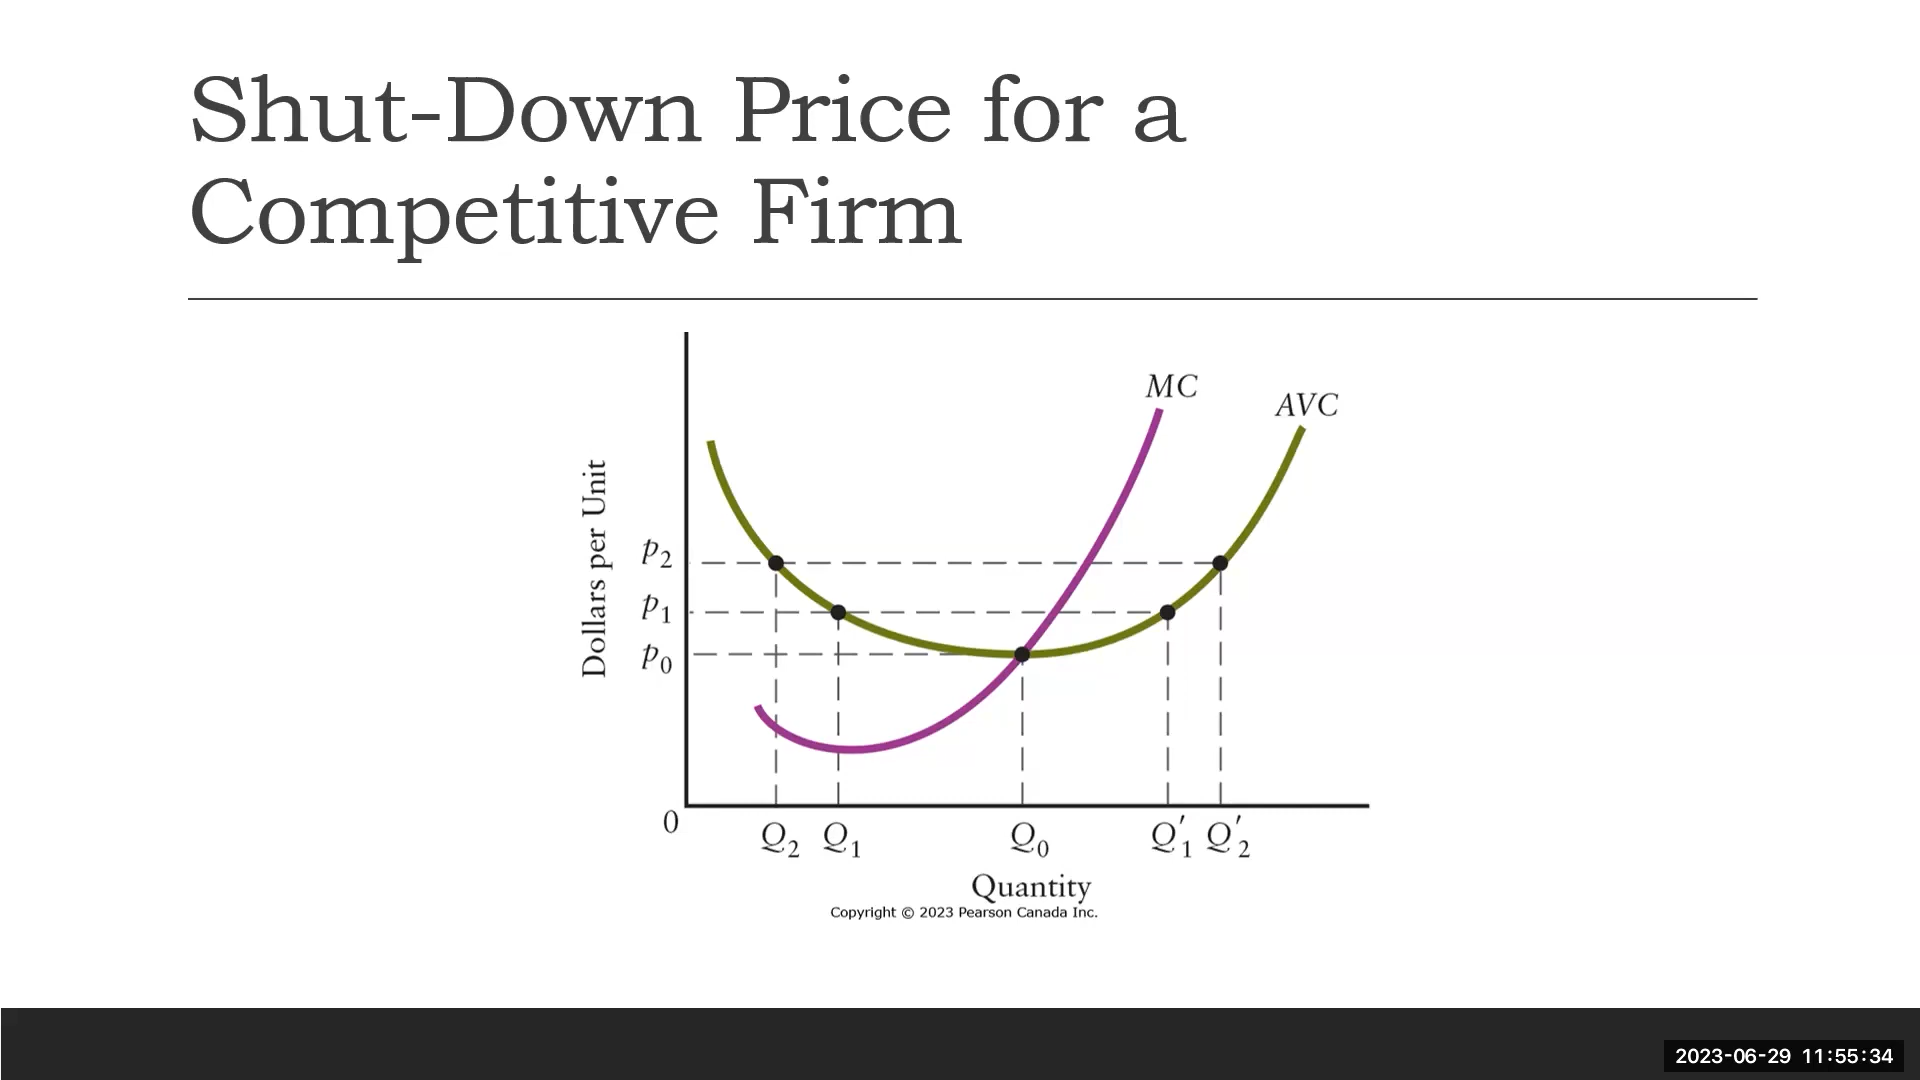 Shut-Down Price for a
Competitive Firm
MC
AVC
Dollars per Unit
p2
p1
p0
0
Q2
Q1
Q0
Q′1
Q′2
Quantity
Copyright © 2023 Pearson Canada Inc.
2023-06-29 11:55:34